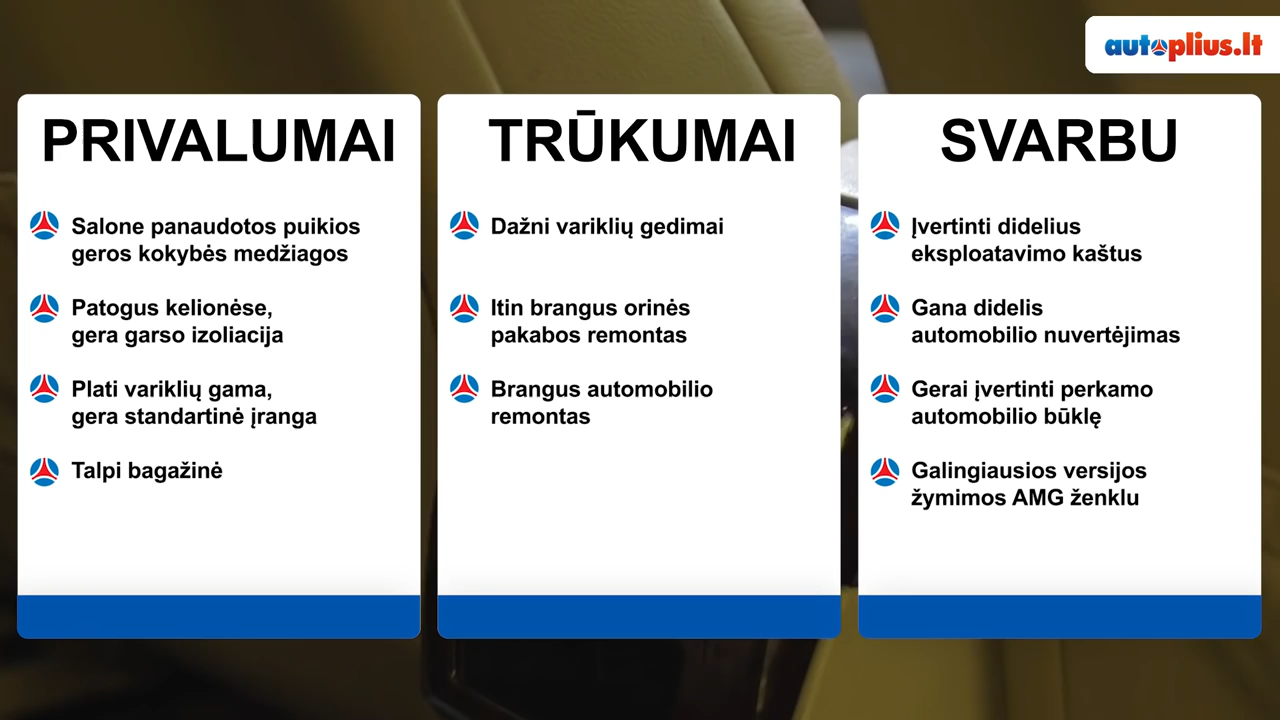 autoplius.lt
PRIVALUMAI
Salone panaudotos puikios
geros kokybės medžiagos
Patogus kelionėse,
gera garso izoliacija
Plati variklių gama,
gera standartinė įranga
Talpi bagažinė
TRŪKUMAI
Dažni variklių gedimai
Itin brangus orinės
pakabos remontas
Brangus automobilio
remontas
SVARBU
Įvertinti didelius
eksploatavimo kaštus
Gana didelis
automobilio nuvertėjimas
Gerai įvertinti perkamo
automobilio būklę
Galingiausios versijos
žymimos AMG ženklu